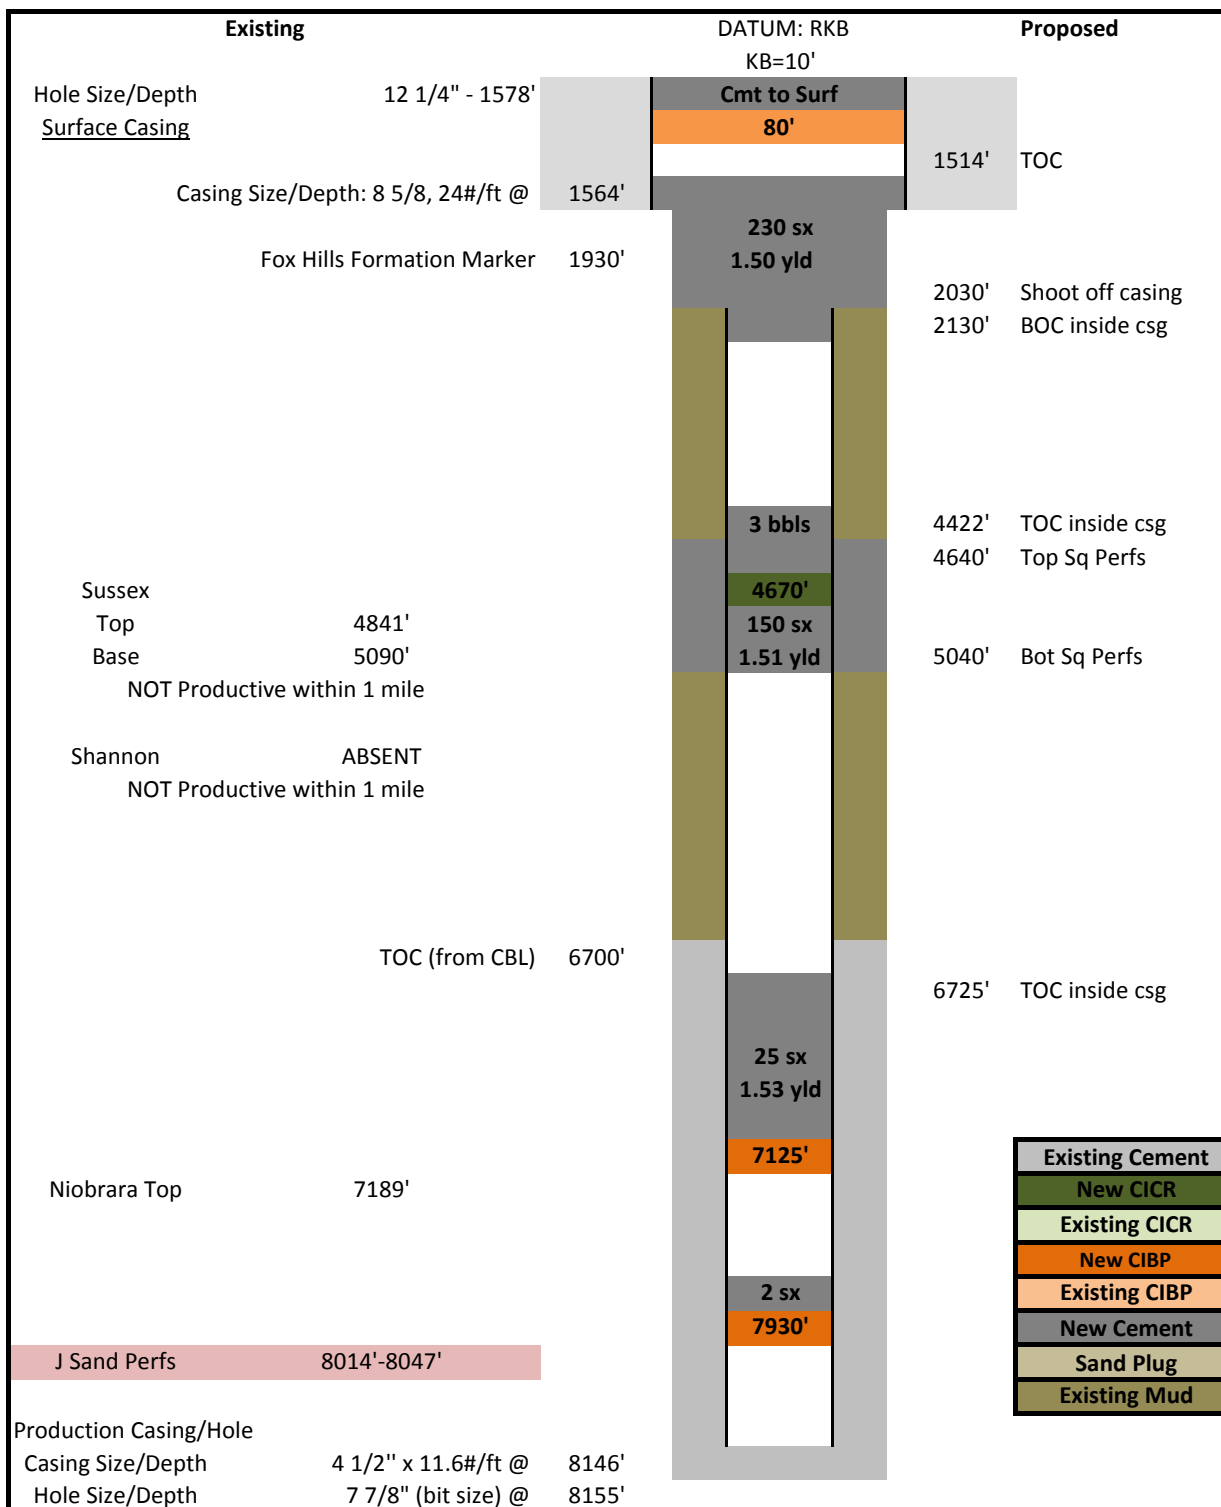 Existing DATUM: RKB Proposed
KB=10'
Hole Size/Depth 12 1/4" - 1578' Cmt to Surf
Surface Casing 80'
1514' TOC
Casing Size/Depth: 8 5/8, 24#/ft @ 1564'
230 sx
Fox Hills Formation Marker 1930' 1.50 yld
2030' Shoot off casing
2130' BOC inside csg
3 bbls 4422' TOC inside csg
4640' Top Sq Perfs
Sussex 4670'
Top 4841' 150 sx
Base 5090' 1.51 yld 5040' Bot Sq Perfs
NOT Productive within 1 mile
Shannon ABSENT
NOT Productive within 1 mile
TOC (from CBL) 6700'
6725' TOC inside csg
25 sx
1.53 yld
7125' Existing Cement
Niobrara Top 7189' New CICR
Existing CICR
New CIBP
2 sx Existing CIBP
7930' New Cement
J Sand Perfs 8014'-8047' Sand Plug
Existing Mud
Production Casing/Hole
Casing Size/Depth 4 1/2'' x 11.6#/ft @ 8146'
Hole Size/Depth 7 7/8" (bit size) @ 8155'